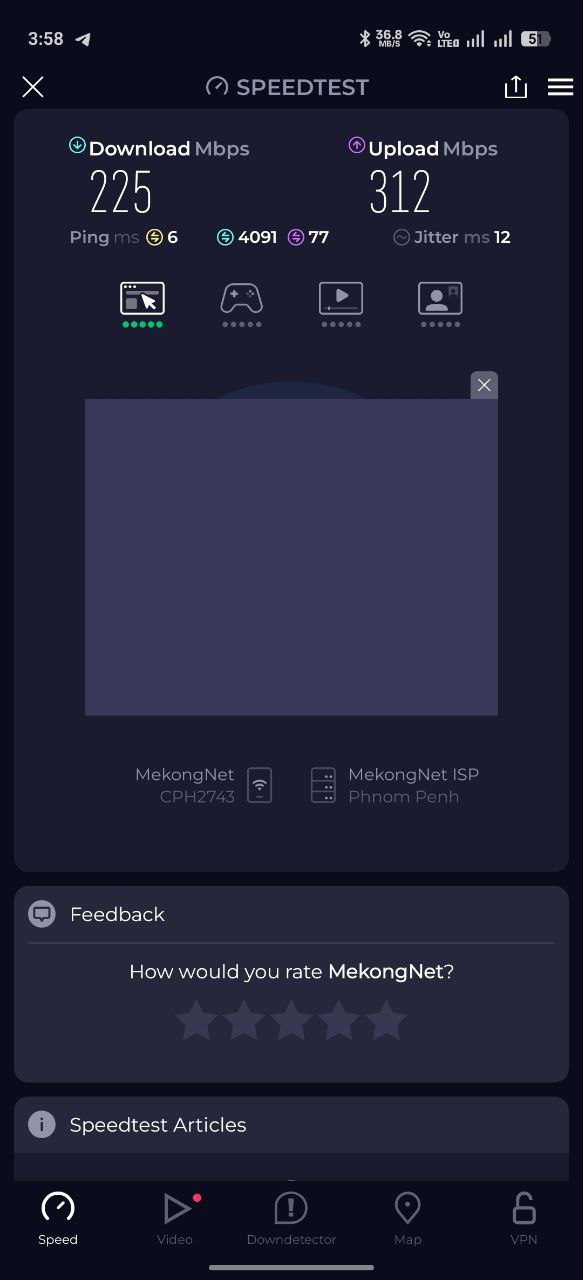 3:58 36.8 MB/S Vo LTE 51
SPEEDTEST
Download Mbps Upload Mbps
225 312
Ping ms 6 4091 77 Jitter ms 12
MekongNet MekongNet ISP
CPH2743 Phnom Penh
Feedback
How would you rate MekongNet?
Speedtest Articles
Speed Video Downdetector Map VPN